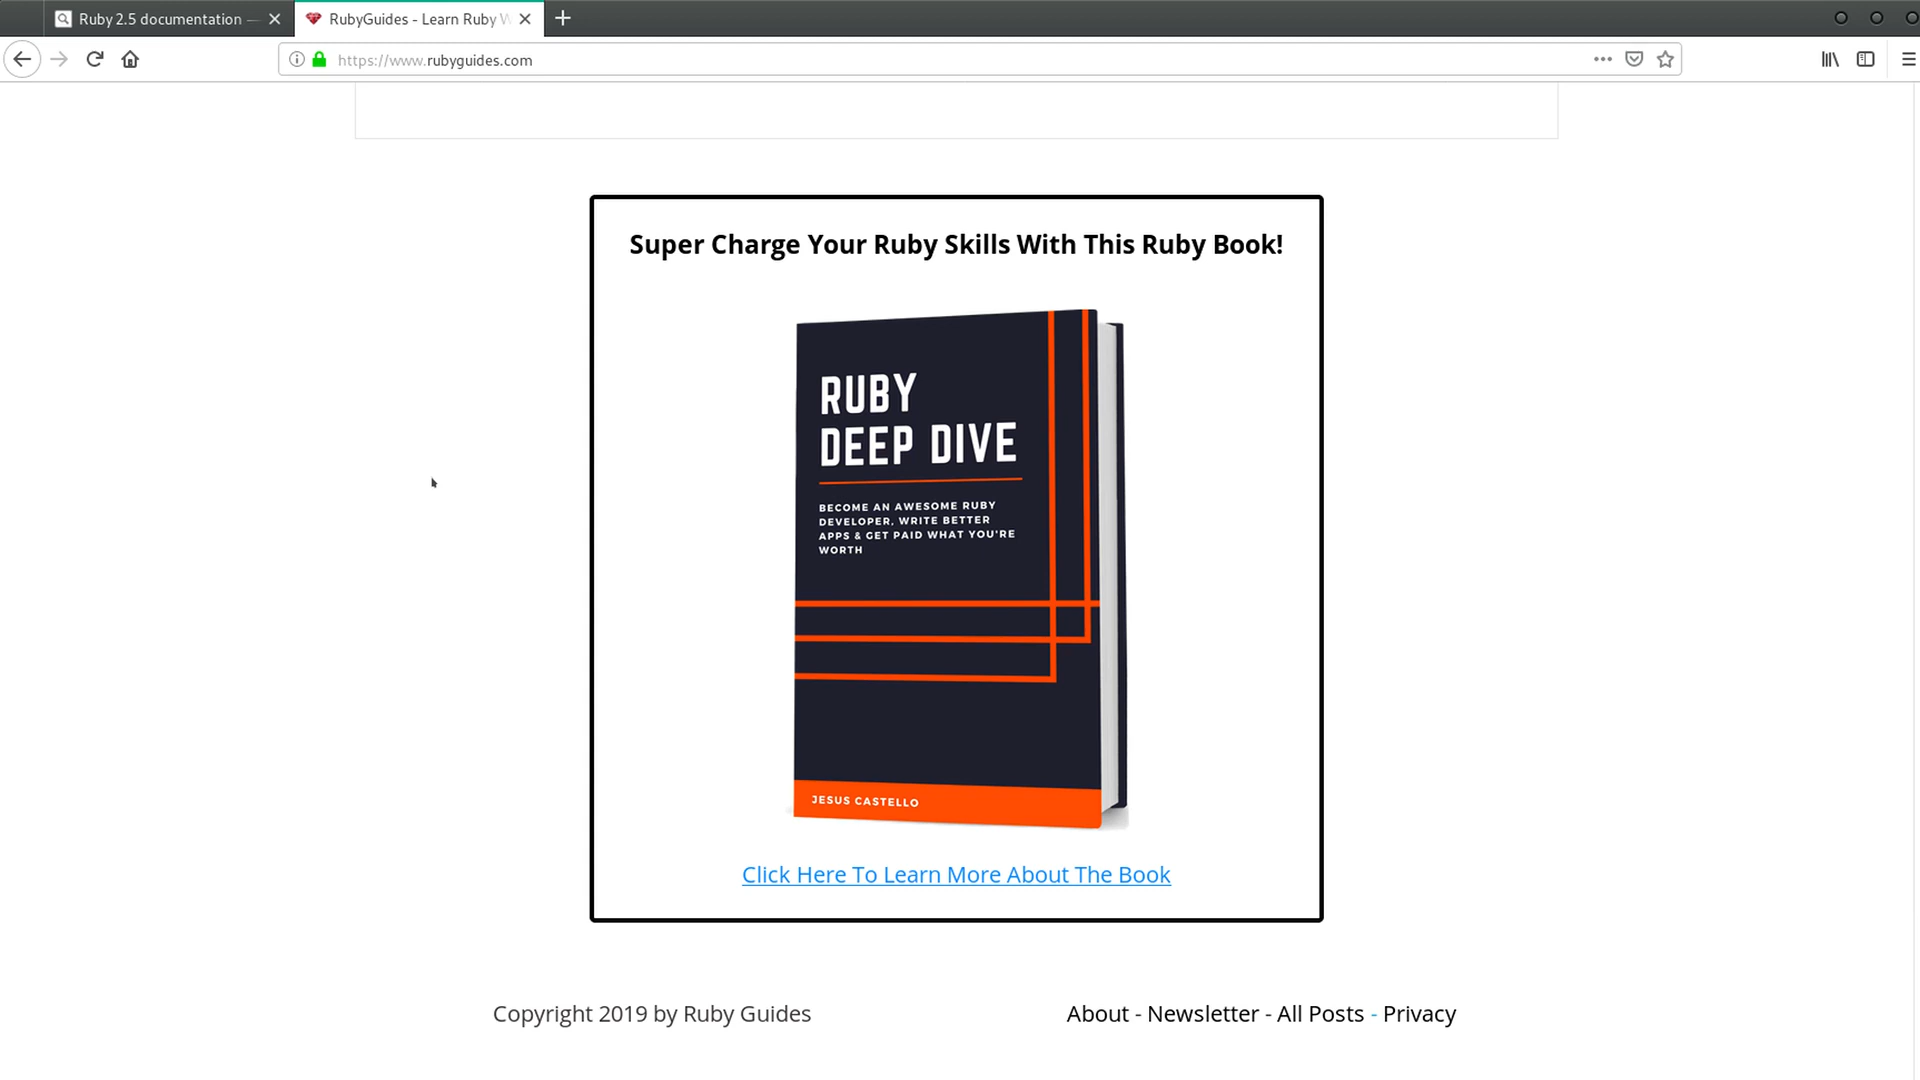 Ruby 2.5 documentation —
RubyGuides - Learn Ruby W
https://www.rubyguides.com
Super Charge Your Ruby Skills With This Ruby Book!
RUBY
DEEP DIVE
BECOME AN AWESOME RUBY
DEVELOPER, WRITE BETTER
APPS & GET PAID WHAT YOU'RE
WORTH
JESUS CASTELLO
Click Here To Learn More About The Book
Copyright 2019 by Ruby Guides
About - Newsletter - All Posts - Privacy